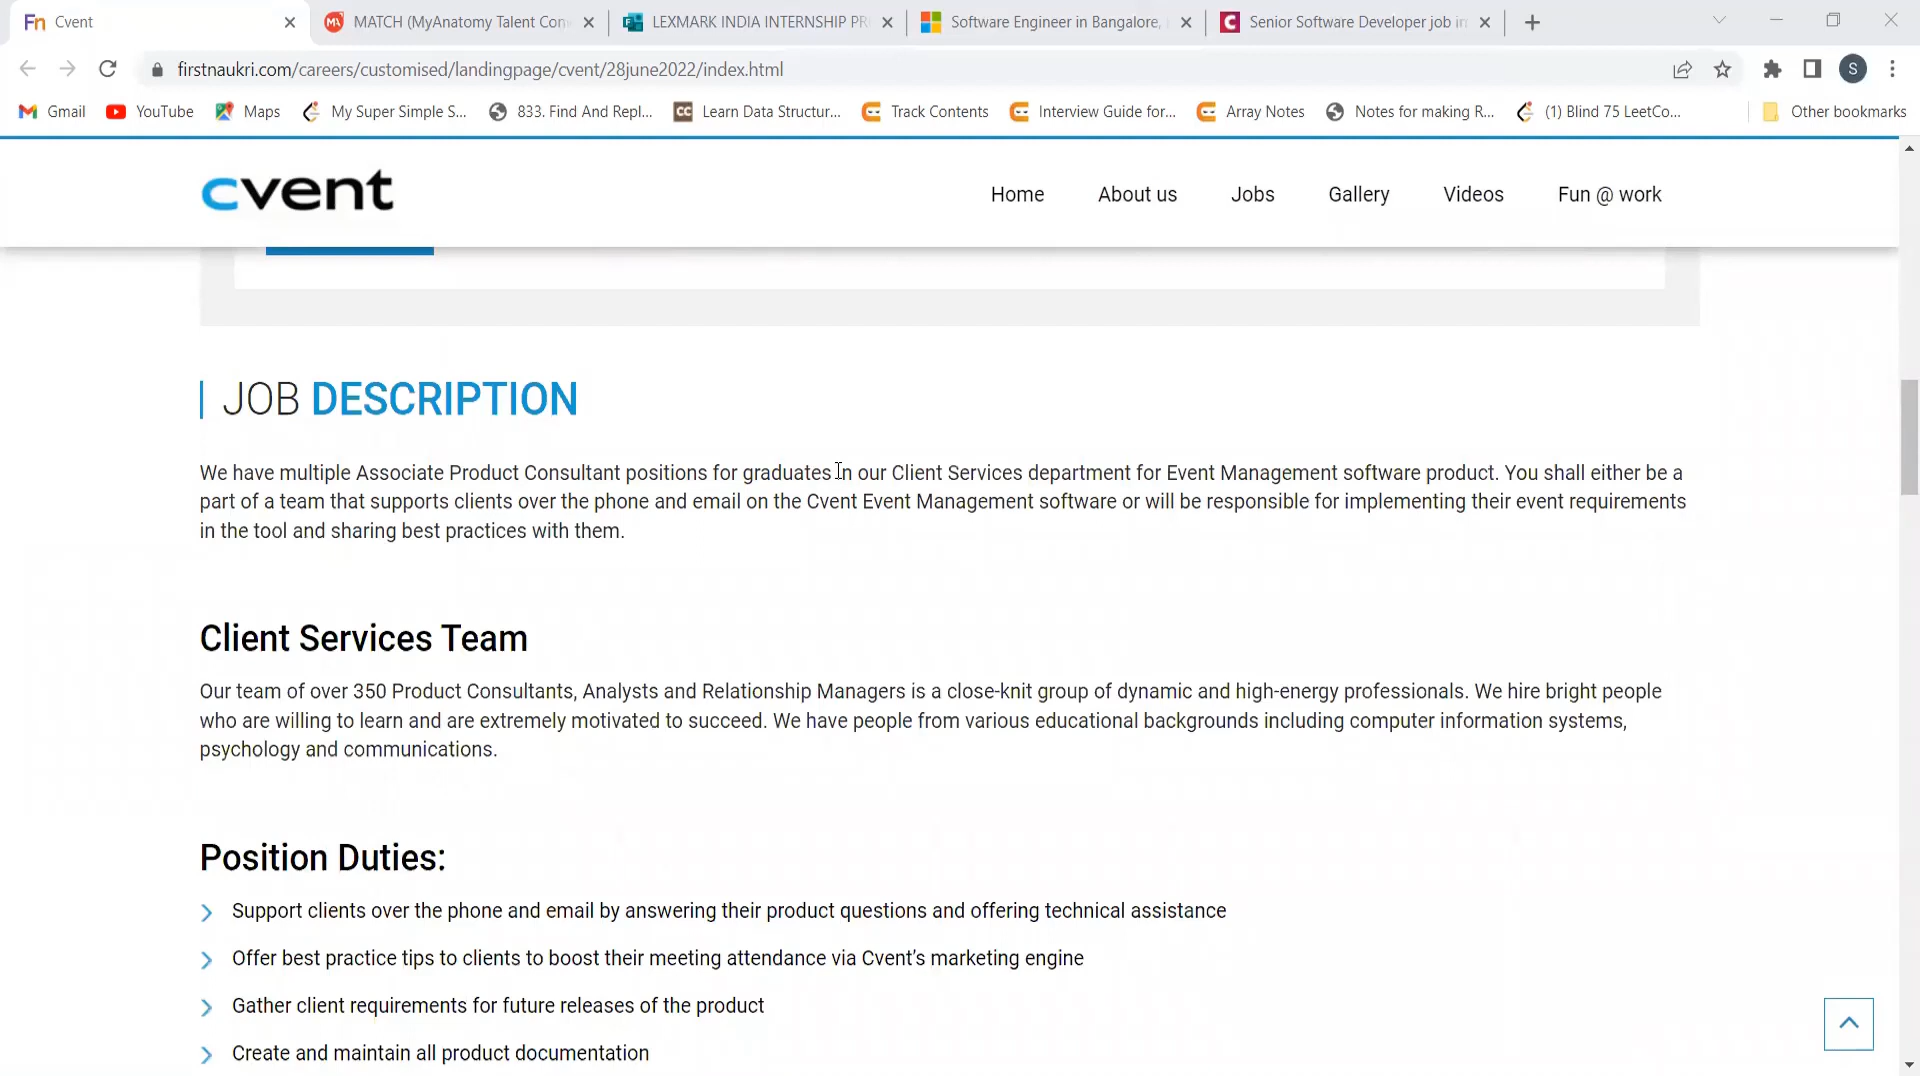 Fn Cvent
MATCH (MyAnatomy Talent Con
LEXMARK INDIA INTERNSHIP PR
Software Engineer in Bangalore,
Senior Software Developer job in
firstnaukri.com/careers/customised/landingpage/cvent/28june2022/index.html
S
Gmail
YouTube
Maps
My Super Simple S...
833. Find And Repl...
CC Learn Data Structur...
Track Contents
Interview Guide for...
Array Notes
Notes for making R...
(1) Blind 75 LeetCo...
Other bookmarks
cvent
Home
About us
Jobs
Gallery
Videos
Fun @ work
JOB DESCRIPTION
We have multiple Associate Product Consultant positions for graduates in our Client Services department for Event Management software product. You shall either be a
part of a team that supports clients over the phone and email on the Cvent Event Management software or will be responsible for implementing their event requirements
in the tool and sharing best practices with them.
Client Services Team
Our team of over 350 Product Consultants, Analysts and Relationship Managers is a close-knit group of dynamic and high-energy professionals. We hire bright people
who are willing to learn and are extremely motivated to succeed. We have people from various educational backgrounds including computer information systems,
psychology and communications.
Position Duties:
Support clients over the phone and email by answering their product questions and offering technical assistance
Offer best practice tips to clients to boost their meeting attendance via Cvent’s marketing engine
Gather client requirements for future releases of the product
Create and maintain all product documentation